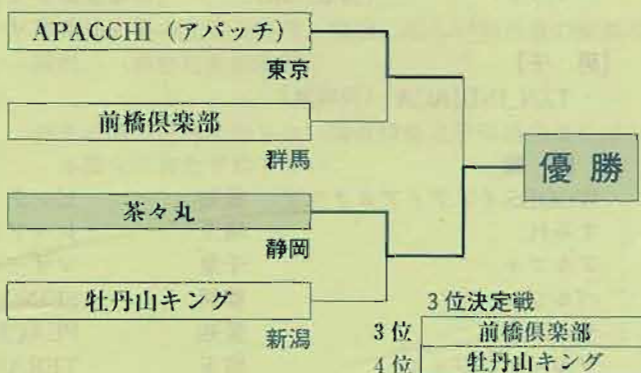 APACCHI（アパッチ）
東京
前橋倶楽部
群馬
優勝
茶々丸
静岡
牡丹山キング
新潟
3位決定戦
3位 前橋倶楽部
4位 牡丹山キング